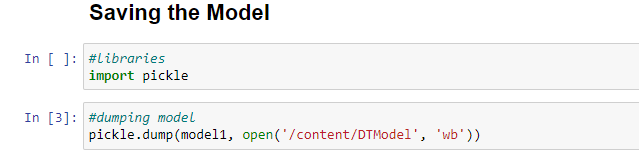 Saving the Model
In [ ]: #libraries
import pickle
In [3]: #dumping model
pickle.dump(model1, open('/content/DTModel', 'wb'))